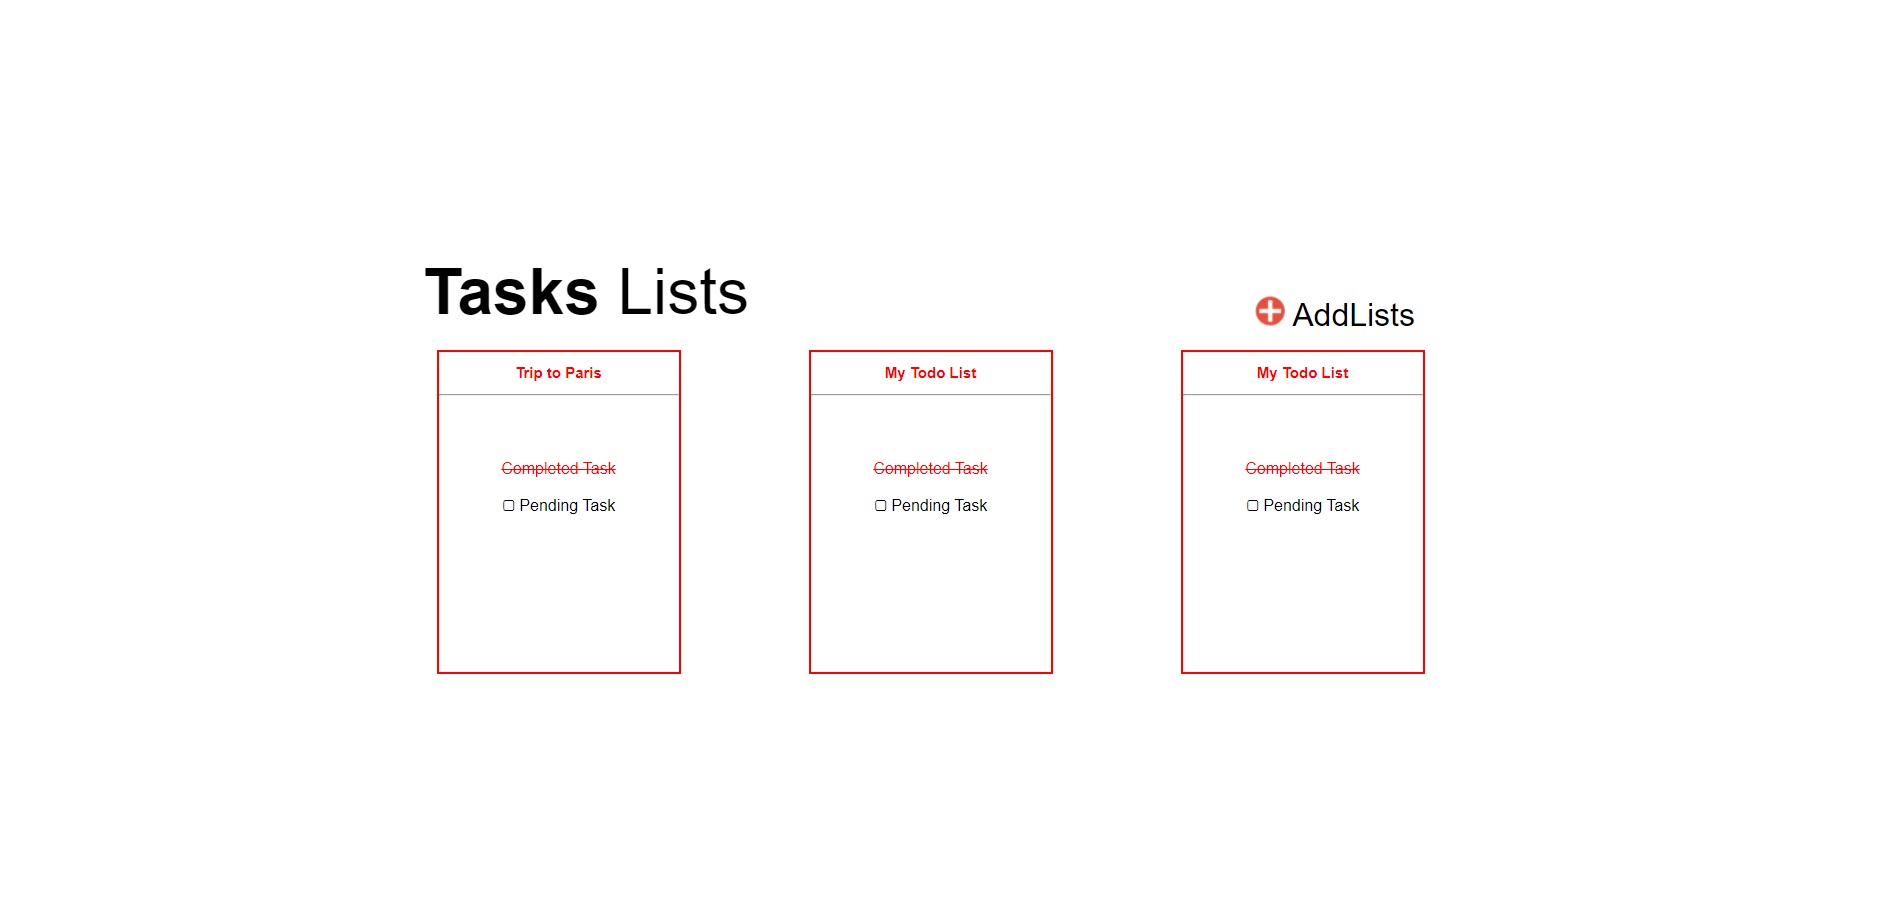 Tasks Lists
AddLists
Trip to Paris
Completed Task
Pending Task
My Todo List
Completed Task
Pending Task
My Todo List
Completed Task
Pending Task